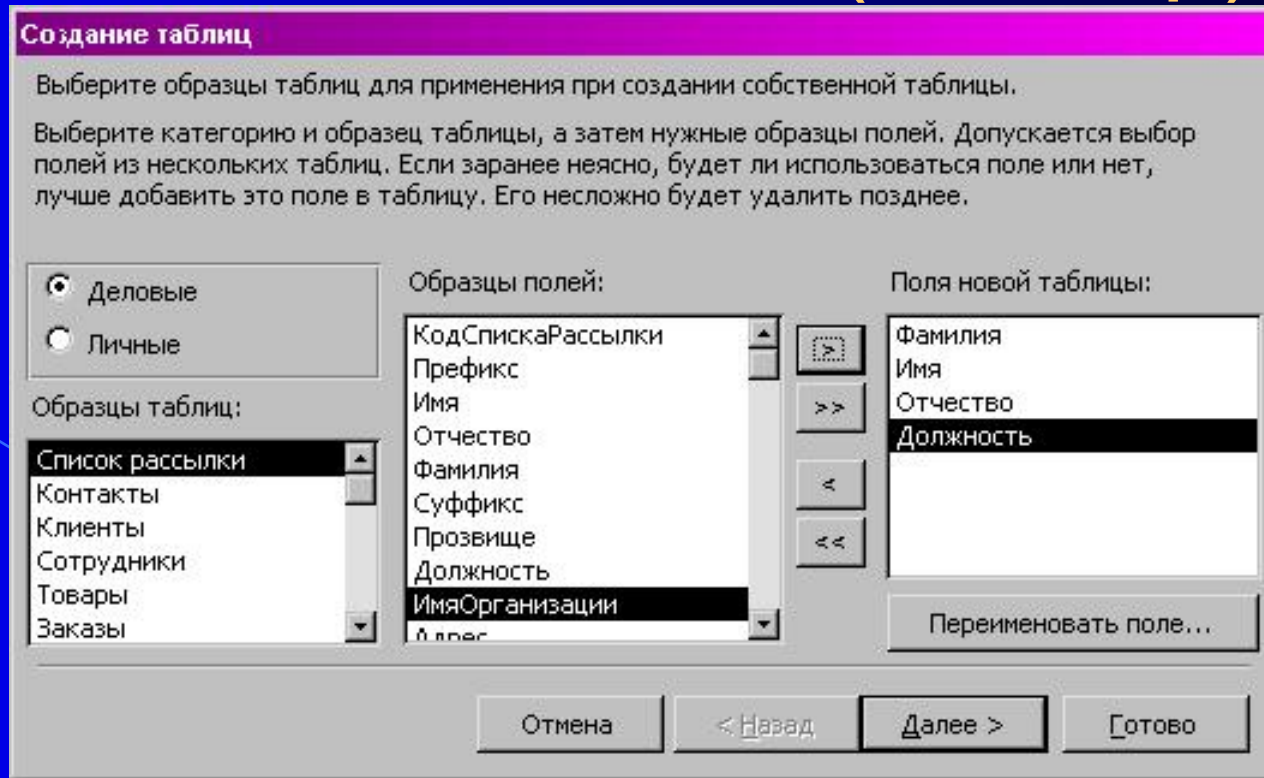 Создание таблиц
Выберите образцы таблиц для применения при создании собственной таблицы.
Выберите категорию и образец таблицы, а затем нужные образцы полей. Допускается выбор
полей из нескольких таблиц. Если заранее неясно, будет ли использоваться поле или нет,
лучше добавить это поле в таблицу. Его несложно будет удалить позднее.
Деловые
Личные
Образцы таблиц:
Список рассылки
Контакты
Клиенты
Сотрудники
Товары
Заказы
Образцы полей:
КодСпискаРассылки
Префикс
Имя
Отчество
Фамилия
Суффикс
Прозвище
Должность
ИмяОрганизации
Адрес
>
>>
<
<<
Поля новой таблицы:
Фамилия
Имя
Отчество
Должность
Переименовать поле...
Отмена
< Назад
Далее >
Готово